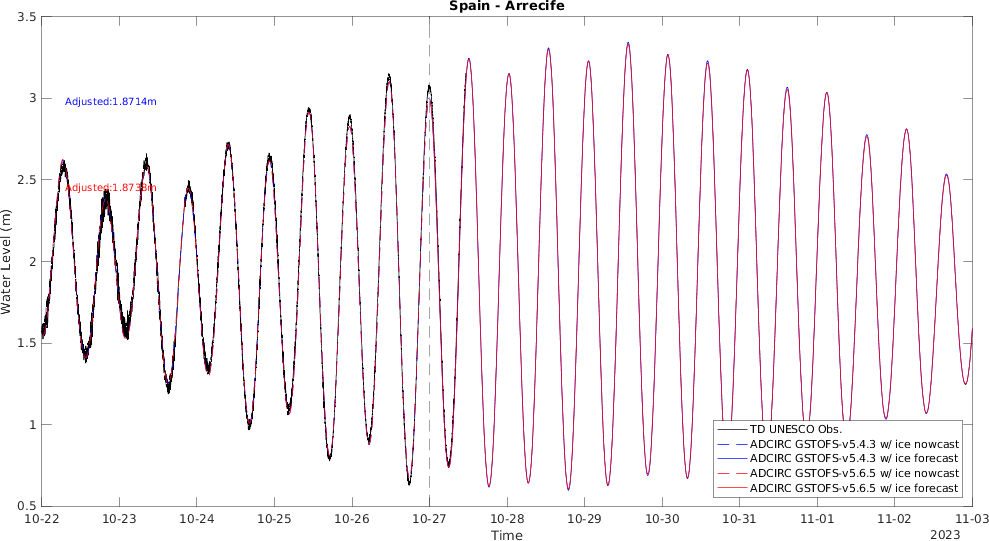 Spain - Arrecife
Water Level (m)
3.5
3
2.5
2
1.5
1
0.5
Adjusted:1.8714m
Adjusted:1.8738m
TD UNESCO Obs.
ADCIRC GSTOFS-v5.4.3 w/ ice nowcast
ADCIRC GSTOFS-v5.4.3 w/ ice forecast
ADCIRC GSTOFS-v5.6.5 w/ ice nowcast
ADCIRC GSTOFS-v5.6.5 w/ ice forecast
10-22 10-23 10-24 10-25 10-26 10-27 10-28 10-29 10-30 10-31 11-01 11-02 11-03
Time
2023